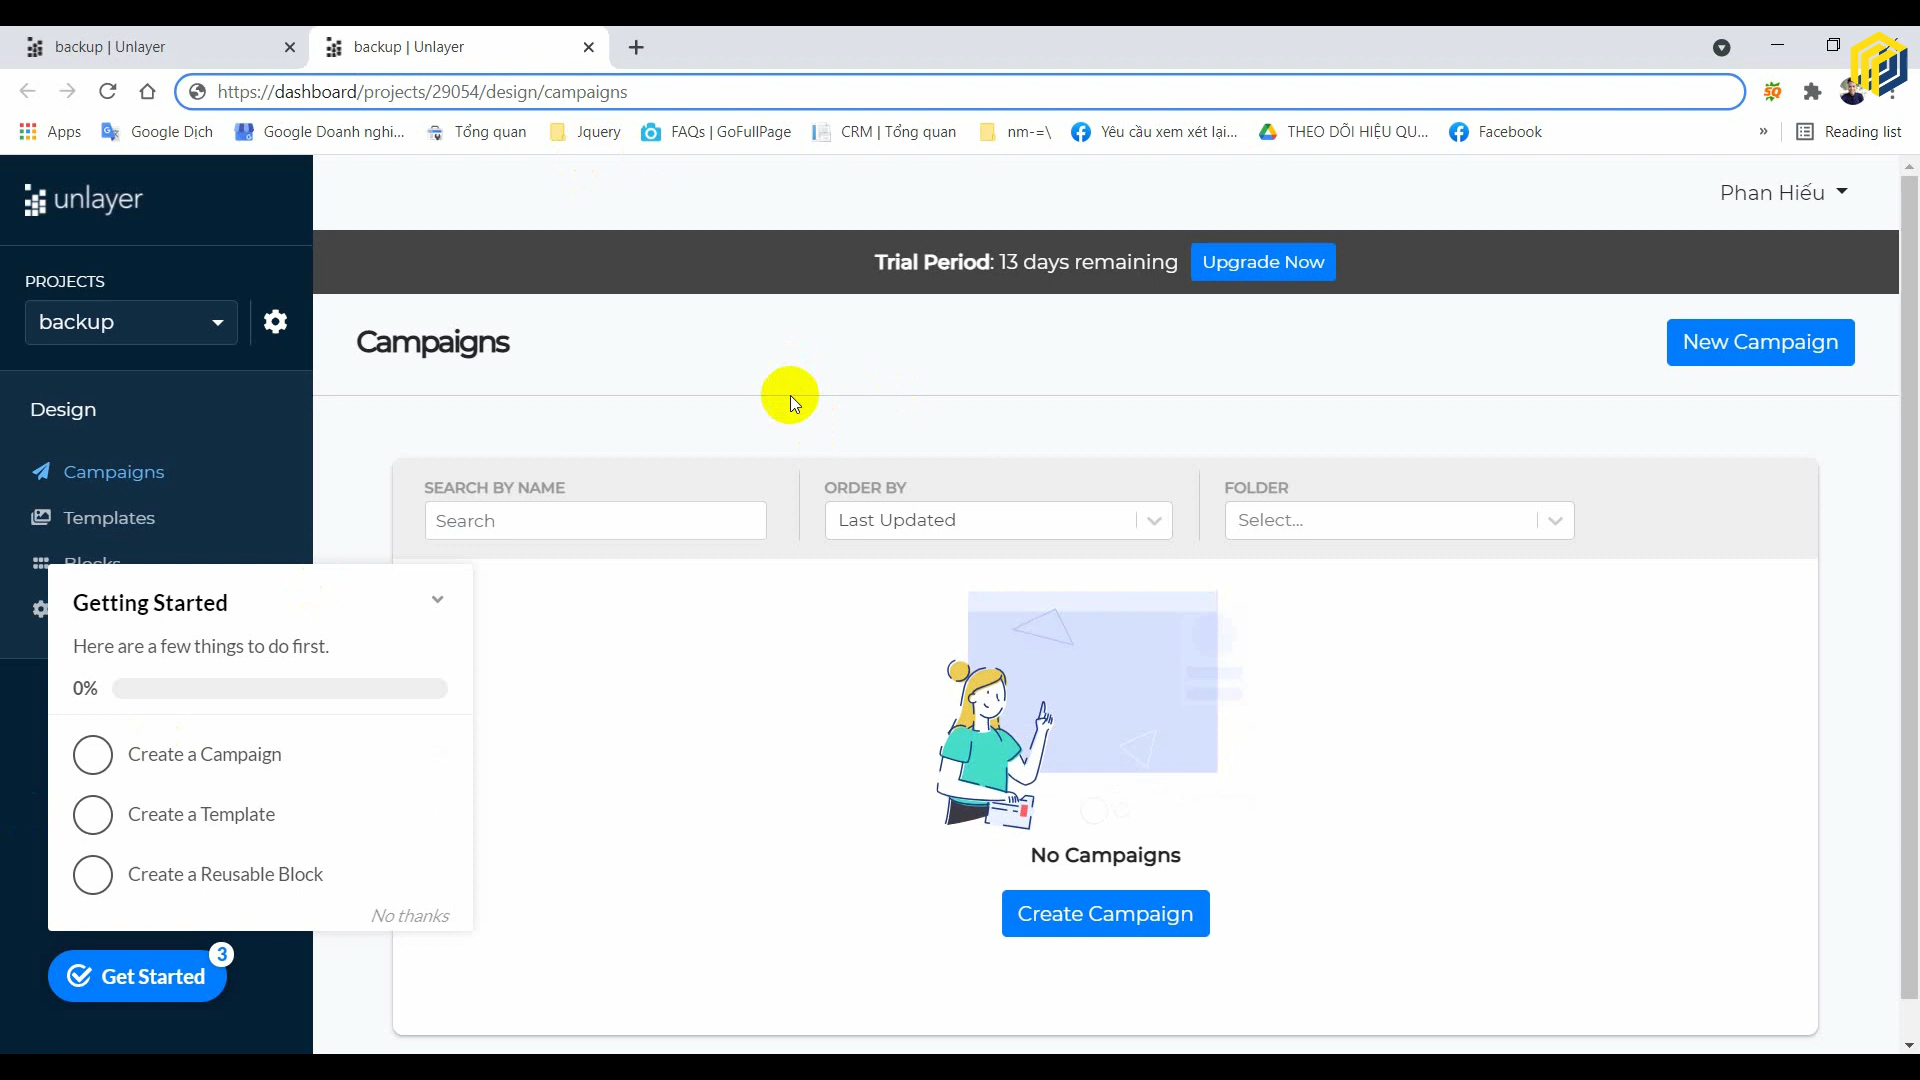 backup | Unlayer
backup | Unlayer
https://dashboard/projects/29054/design/campaigns
Apps
Google Dịch
Google Doanh nghi...
Tổng quan
Jquery
FAQs | GoFullPage
CRM | Tổng quan
nm-=\
Yêu cầu xem xét lại...
THEO DÕI HIỆU QU...
Facebook
»
Reading list
unlayer
Phan Hiếu
Trial Period: 13 days remaining
Upgrade Now
PROJECTS
backup
Campaigns
New Campaign
Design
Campaigns
Templates
Blocks
SEARCH BY NAME
Search
ORDER BY
Last Updated
FOLDER
Select...
Getting Started
Here are a few things to do first.
0%
Create a Campaign
Create a Template
Create a Reusable Block
No thanks
No Campaigns
Create Campaign
3
Get Started